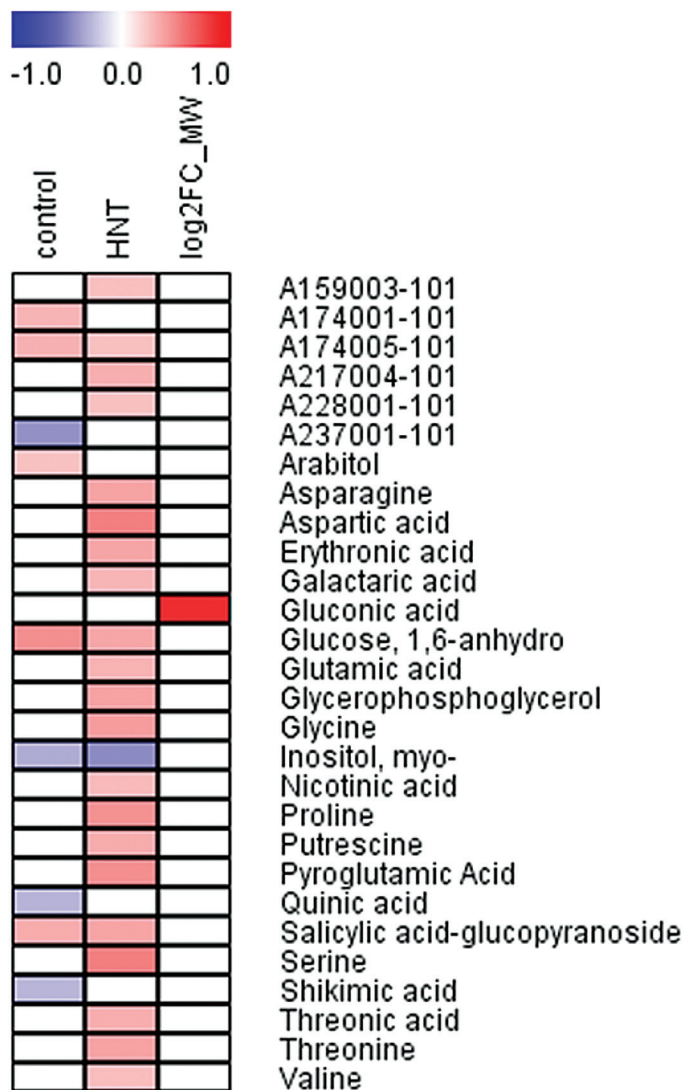 -1.0 0.0 1.0
control
HNT
log2FC_MW
A159003-101
A174001-101
A174005-101
A217004-101
A228001-101
A237001-101
Arabitol
Asparagine
Aspartic acid
Erythronic acid
Galactaric acid
Gluconic acid
Glucose, 1,6-anhydro
Glutamic acid
Glycerophosphoglycerol
Glycine
Inositol, myo-
Nicotinic acid
Proline
Putrescine
Pyroglutamic Acid
Quinic acid
Salicylic acid-glucopyranoside
Serine
Shikimic acid
Threonic acid
Threonine
Valine